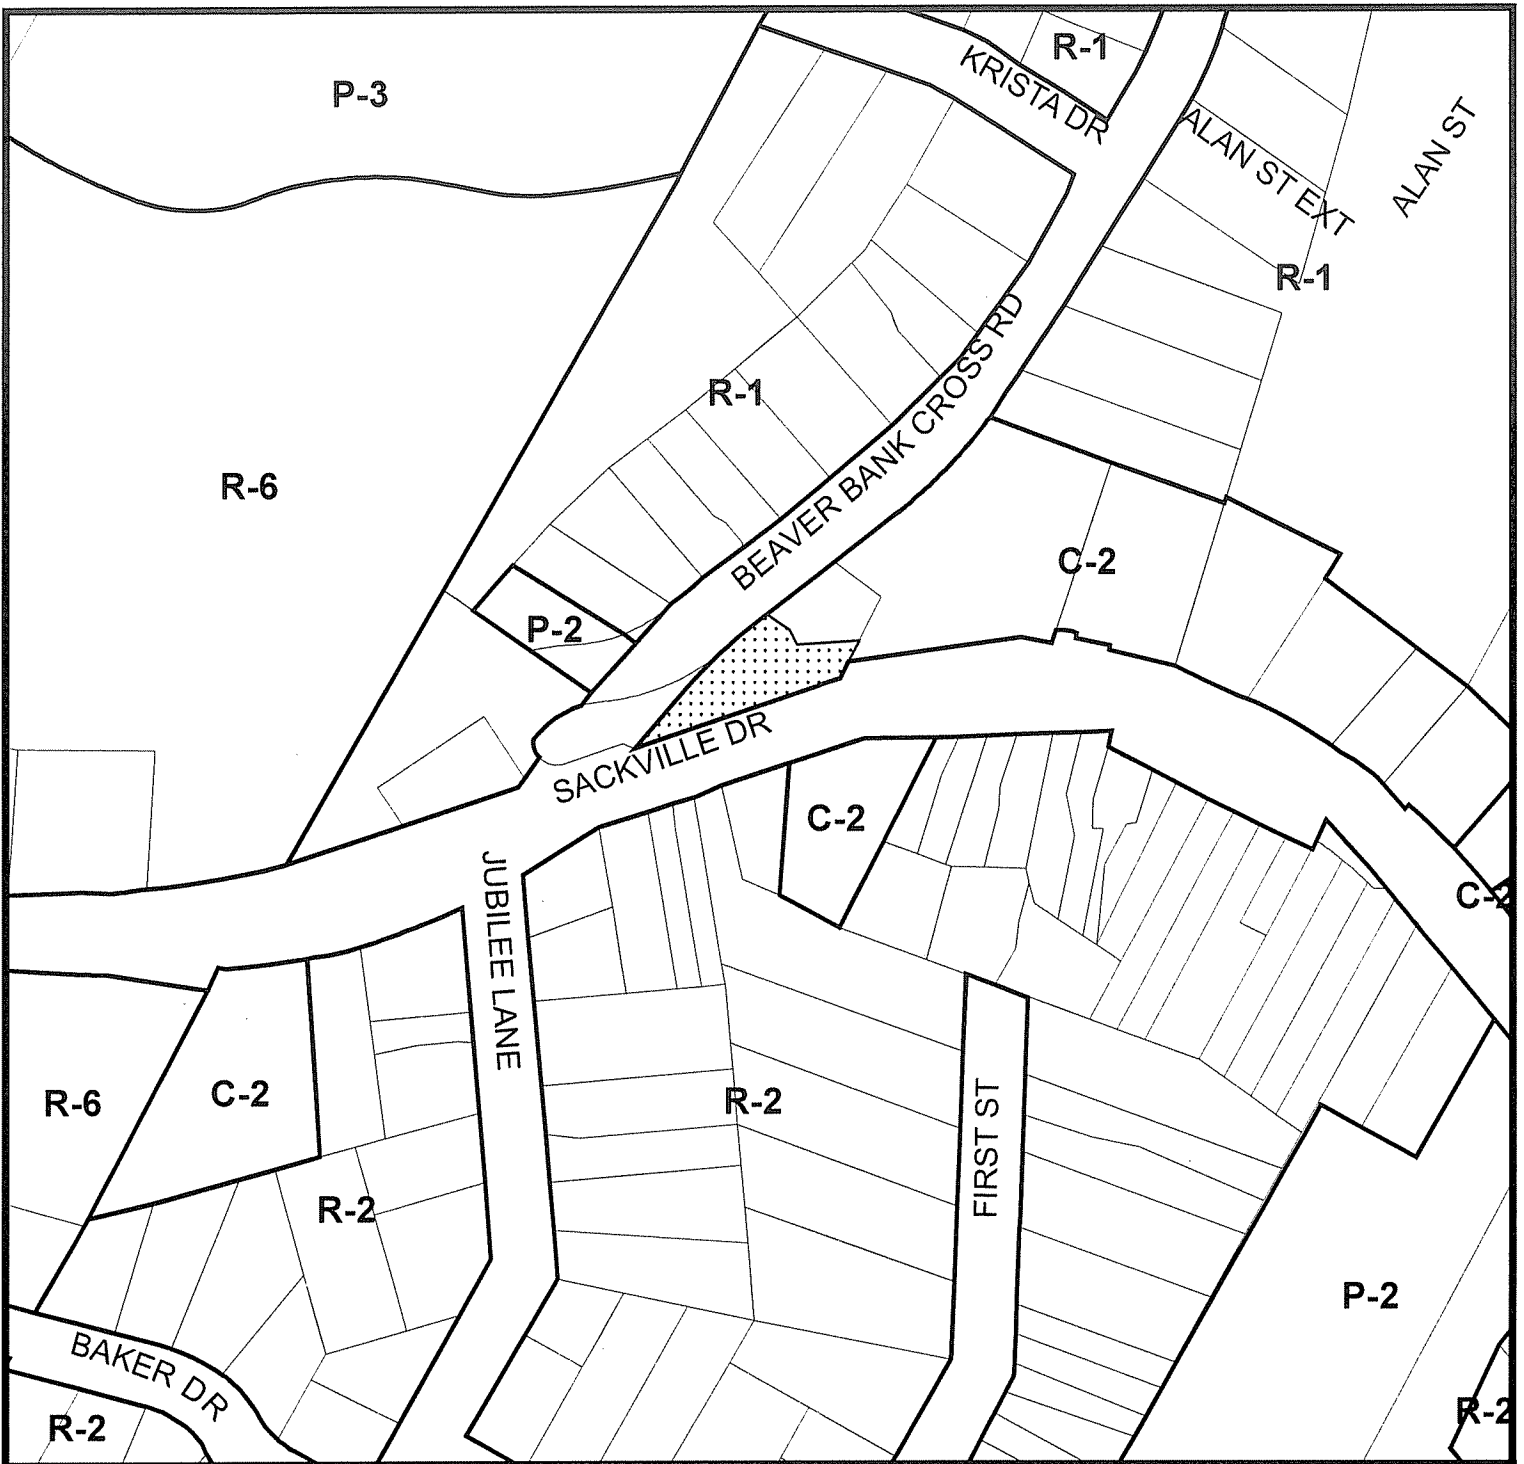 R-1
P-3
KRISTA DR
ALAN ST
ALAN ST EXT
R-1
BEAVER BANK CROSS RD
R-1
R-6
C-2
P-2
SACKVILLE DR
C-2
JUBILEE LANE
C-2
R-6
C-2
R-2
FIRST ST
R-2
P-2
BAKER DR
R-2
R-2